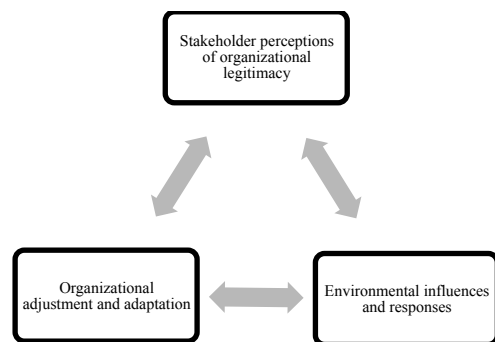 Stakeholder perceptions
of organizational
legitimacy
Organizational
adjustment and adaptation
Environmental influences
and responses